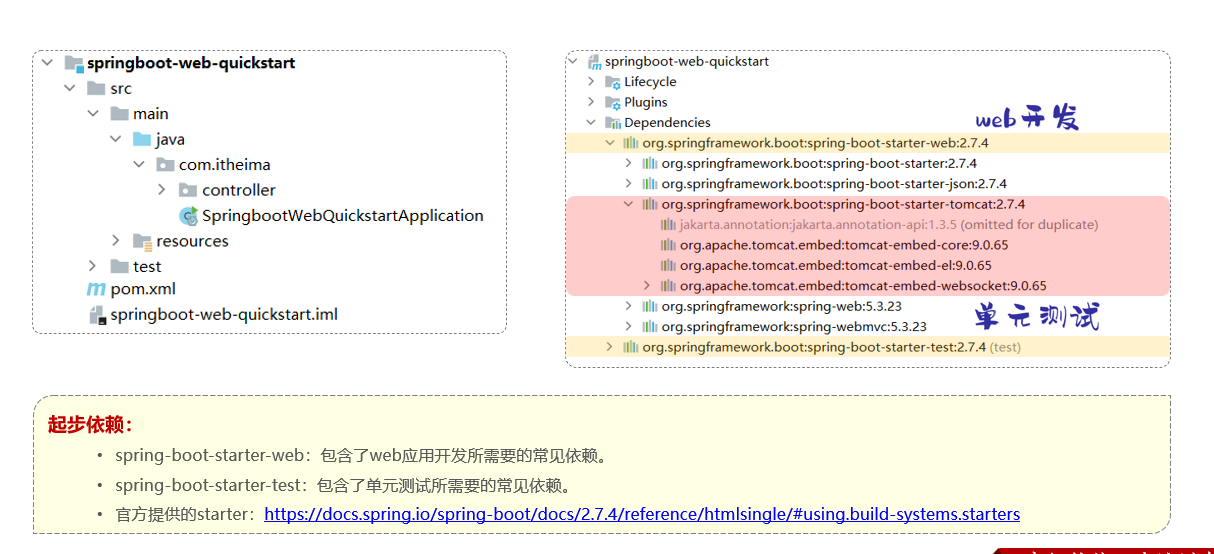 springboot-web-quickstart
src
main
java
com.itheima
controller
SpringbootWebQuickstartApplication
resources
test
pom.xml
springboot-web-quickstart.iml
springboot-web-quickstart
Lifecycle
Plugins
Dependencies
web开发
org.springframework.boot:spring-boot-starter-web:2.7.4
org.springframework.boot:spring-boot-starter:2.7.4
org.springframework.boot:spring-boot-starter-json:2.7.4
org.springframework.boot:spring-boot-starter-tomcat:2.7.4
jakarta.annotation:jakarta.annotation-api:1.3.5 (omitted for duplicate)
org.apache.tomcat.embed:tomcat-embed-core:9.0.65
org.apache.tomcat.embed:tomcat-embed-el:9.0.65
org.apache.tomcat.embed:tomcat-embed-websocket:9.0.65
org.springframework:spring-web:5.3.23
单元测试
org.springframework:spring-webmvc:5.3.23
org.springframework.boot:spring-boot-starter-test:2.7.4 (test)
起步依赖：
• spring-boot-starter-web：包含了web应用开发所需要的常见依赖。
• spring-boot-starter-test：包含了单元测试所需要的常见依赖。
• 官方提供的starter：https://docs.spring.io/spring-boot/docs/2.7.4/reference/htmlsingle/#using.build-systems.starters